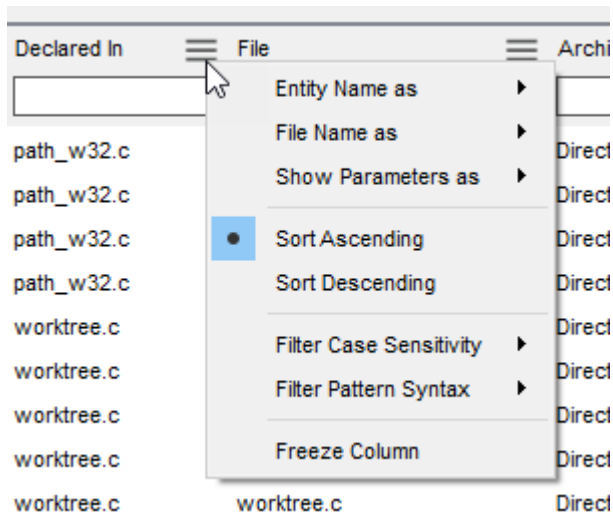 Declared In File Archi
Entity Name as
File Name as
path_w32.c Direct
Show Parameters as
path_w32.c Direct
path_w32.c Sort Ascending Direct
path_w32.c Sort Descending Direct
worktree.c Direct
Filter Case Sensitivity
worktree.c Direct
Filter Pattern Syntax
worktree.c Direct
worktree.c Freeze Column Direct
worktree.c worktree.c Direct